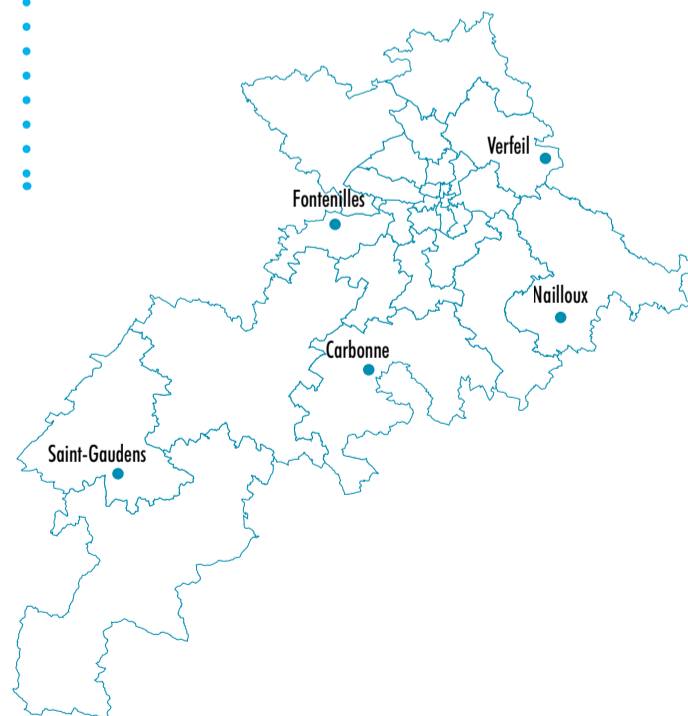 Verfeil
Fontenilles
Nailloux
Carbonne
Saint-Gaudens